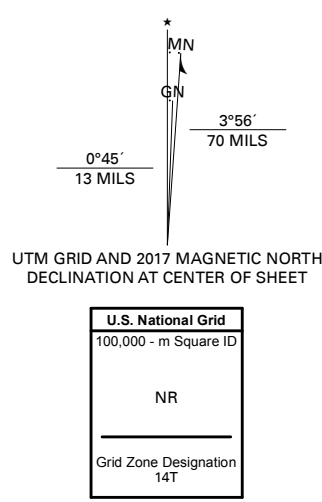 ★
MN
GN
3°56´
70 MILS
0°45´
13 MILS
UTM GRID AND 2017 MAGNETIC NORTH
DECLINATION AT CENTER OF SHEET
U.S. National Grid
100,000 - m Square ID
NR
Grid Zone Designation
14T